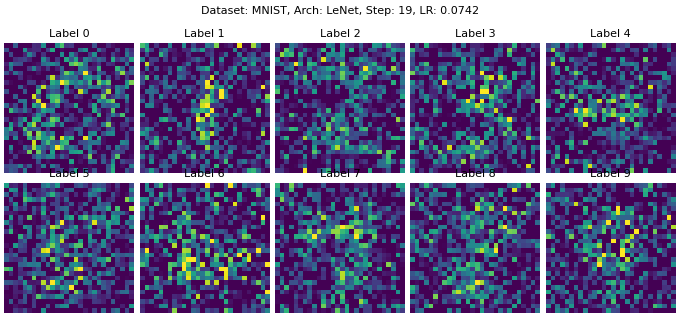 Dataset: MNIST, Arch: LeNet, Step: 19, LR: 0.0742
Label 0 Label 1 Label 2 Label 3 Label 4
Label 5 Label 6 Label 7 Label 8 Label 9